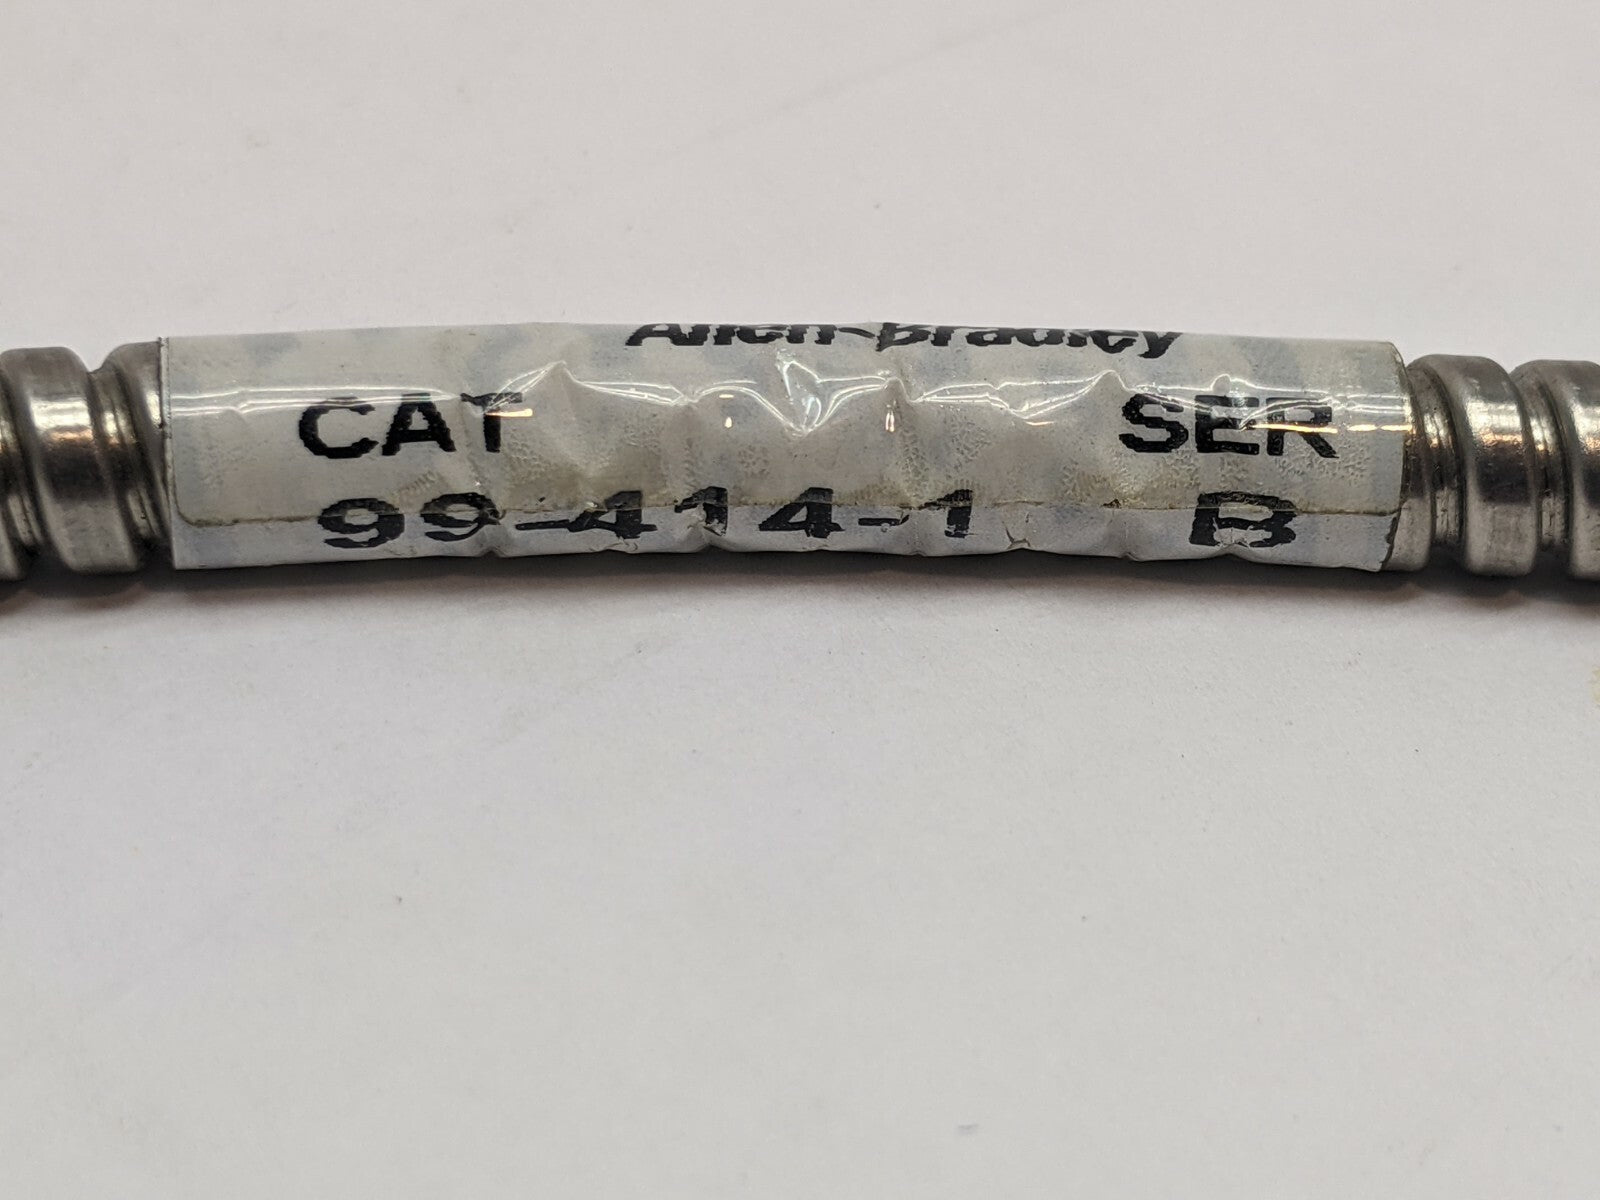 Allen-Bradley
CAT SER
99-414-1 B